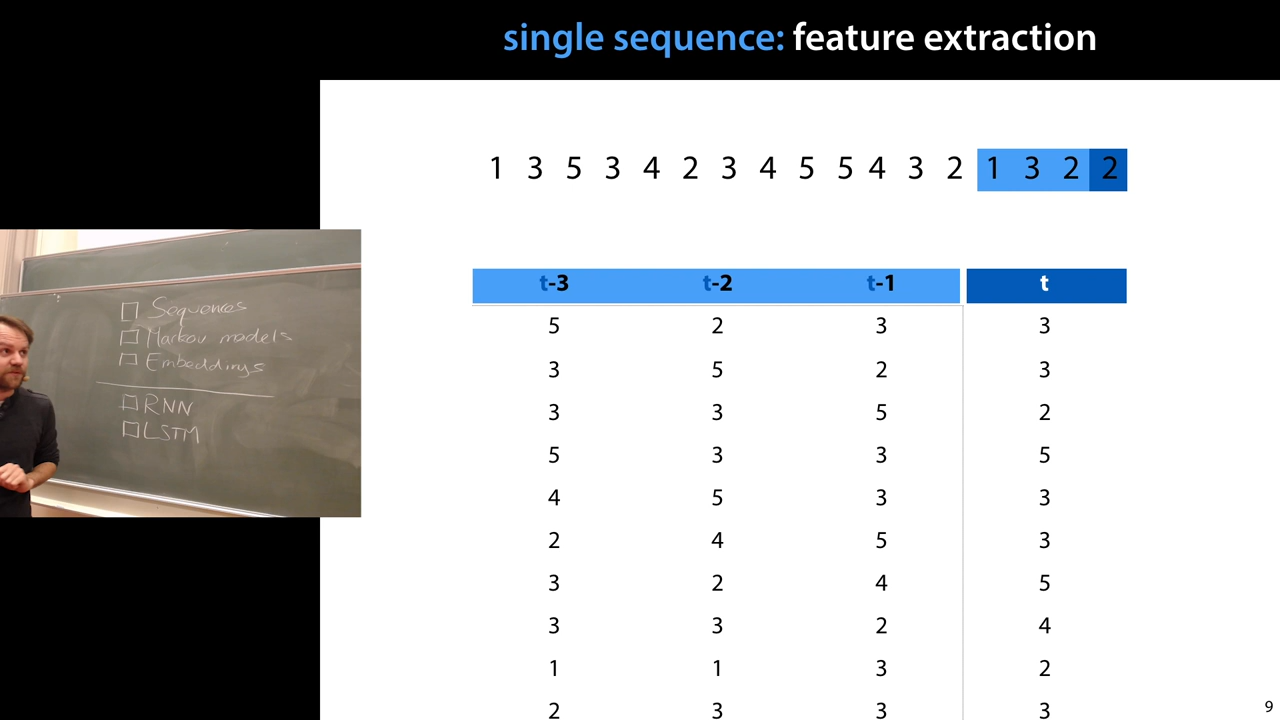 single sequence: feature extraction
1 3 5 3 4 2 3 4 5 5 4 3 2 1 3 2 2
Sequences
Markov models
Embeddings
RNN
LSTM
t-3 t-2 t-1 t
5 2 3 3
3 5 2 3
3 3 5 2
5 3 3 5
4 5 3 3
2 4 5 3
3 2 4 5
3 3 2 4
1 1 3 2
2 3 3 3
9